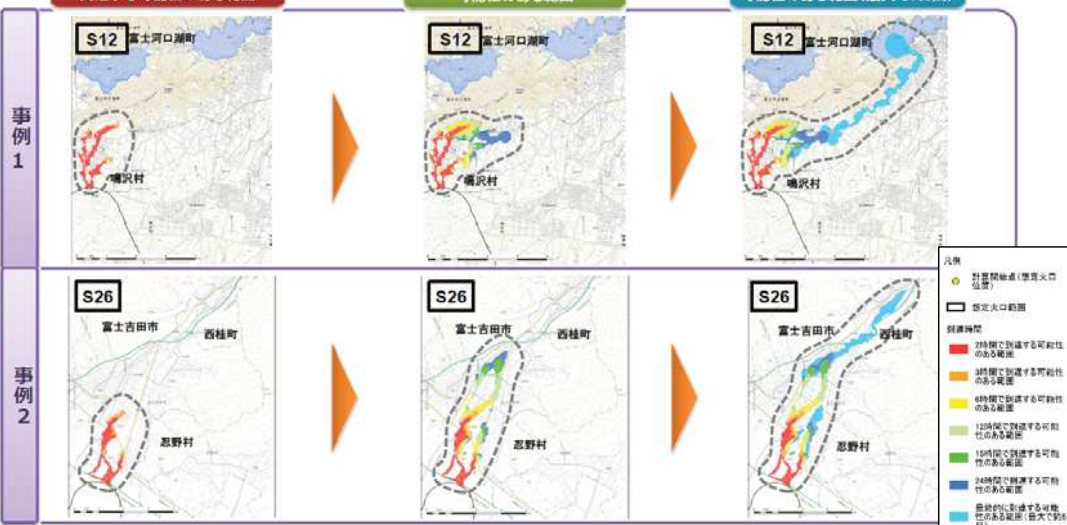 事例1
S12
富士河口湖町
鳴沢村
S12
富士河口湖町
鳴沢村
S12
富士河口湖町
鳴沢村
事例2
S26
富士吉田市
西桂町
忍野村
S26
富士吉田市
西桂町
忍野村
S26
富士吉田市
西桂町
忍野村
凡例
計算開始点(想定火口
位置)
想定火口範囲
到達時間
2時間で到達する可能性
のある範囲
3時間で到達する可能性
のある範囲
6時間で到達する可能性
のある範囲
12時間で到達する可能
性のある範囲
15時間で到達する可能
性のある範囲
24時間で到達する可能
性のある範囲
最終的に到達する可能
性のある範囲(最大で約